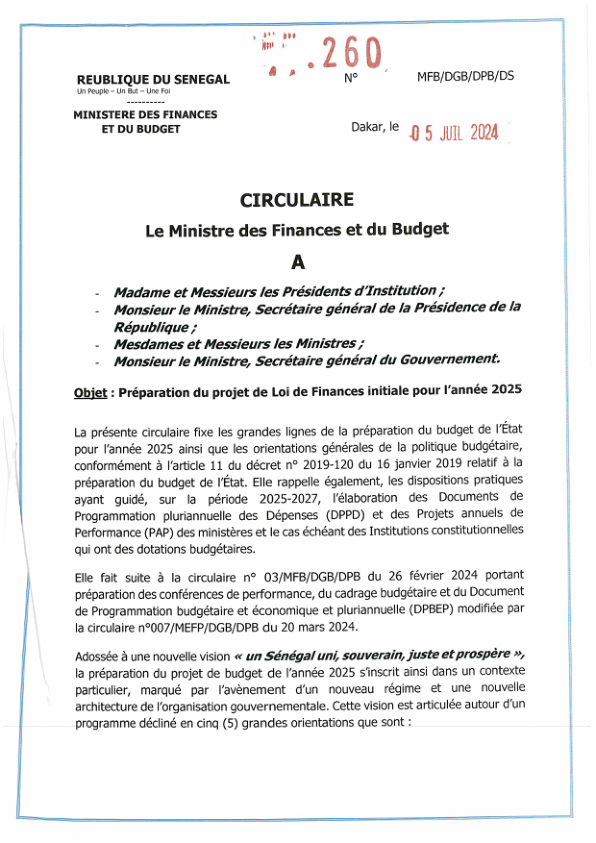 .260
REUBLIQUE DU SENEGAL
N°
MFB/DGB/DPB/DS
Un Peuple – Un But – Une Foi
----------
MINISTERE DES FINANCES
ET DU BUDGET
Dakar, le
05 JUIL 2024
CIRCULAIRE
Le Ministre des Finances et du Budget
A
- Madame et Messieurs les Présidents d'Institution ;
- Monsieur le Ministre, Secrétaire général de la Présidence de la
République ;
- Mesdames et Messieurs les Ministres ;
- Monsieur le Ministre, Secrétaire général du Gouvernement.
Objet : Préparation du projet de Loi de Finances initiale pour l'année 2025
La présente circulaire fixe les grandes lignes de la préparation du budget de l'État
pour l'année 2025 ainsi que les orientations générales de la politique budgétaire,
conformément à l'article 11 du décret n° 2019-120 du 16 janvier 2019 relatif à la
préparation du budget de l'État. Elle rappelle également, les dispositions pratiques
ayant guidé, sur la période 2025-2027, l'élaboration des Documents de
Programmation pluriannuelle des Dépenses (DPPD) et des Projets annuels de
Performance (PAP) des ministères et le cas échéant des Institutions constitutionnelles
qui ont des dotations budgétaires.
Elle fait suite à la circulaire n° 03/MFB/DGB/DPB du 26 février 2024 portant
préparation des conférences de performance, du cadrage budgétaire et du Document
de Programmation budgétaire et économique et pluriannuelle (DPBEP) modifiée par
la circulaire n°007/MEFP/DGB/DPB du 20 mars 2024.
Adossée à une nouvelle vision « un Sénégal uni, souverain, juste et prospère »,
la préparation du projet de budget de l'année 2025 s'inscrit ainsi dans un contexte
particulier, marqué par l'avènement d'un nouveau régime et une nouvelle
architecture de l'organisation gouvernementale. Cette vision est articulée autour d'un
programme décliné en cinq (5) grandes orientations que sont :